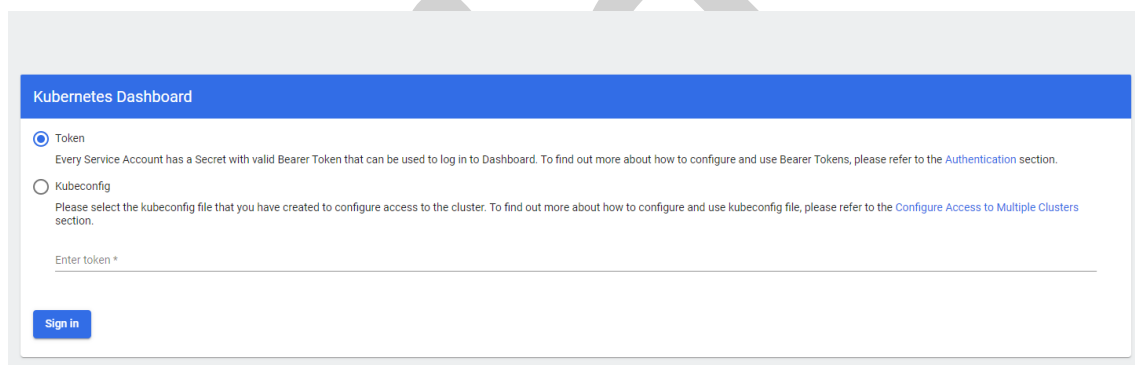 Kubernetes Dashboard
Token
Every Service Account has a Secret with valid Bearer Token that can be used to log in to Dashboard. To find out more about how to configure and use Bearer Tokens, please refer to the Authentication section.
Kubeconfig
Please select the kubeconfig file that you have created to configure access to the cluster. To find out more about how to configure and use kubeconfig file, please refer to the Configure Access to Multiple Clusters
section.
Enter token *
Sign in